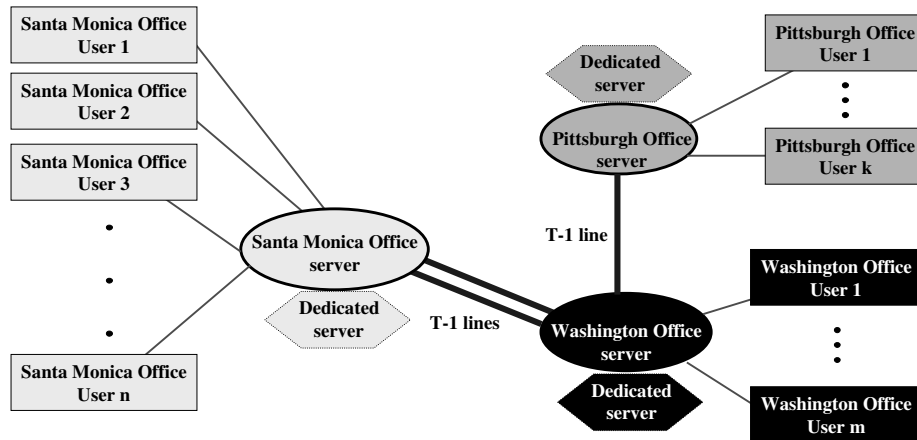 Santa Monica Office
User 1
Santa Monica Office
User 2
Santa Monica Office
User 3
Santa Monica Office
User n
Santa Monica Office
server
Dedicated
server
T-1 lines
Dedicated
server
Pittsburgh Office
server
Pittsburgh Office
User 1
Pittsburgh Office
User k
T-1 line
Washington Office
server
Dedicated
server
Washington Office
User 1
Washington Office
User m